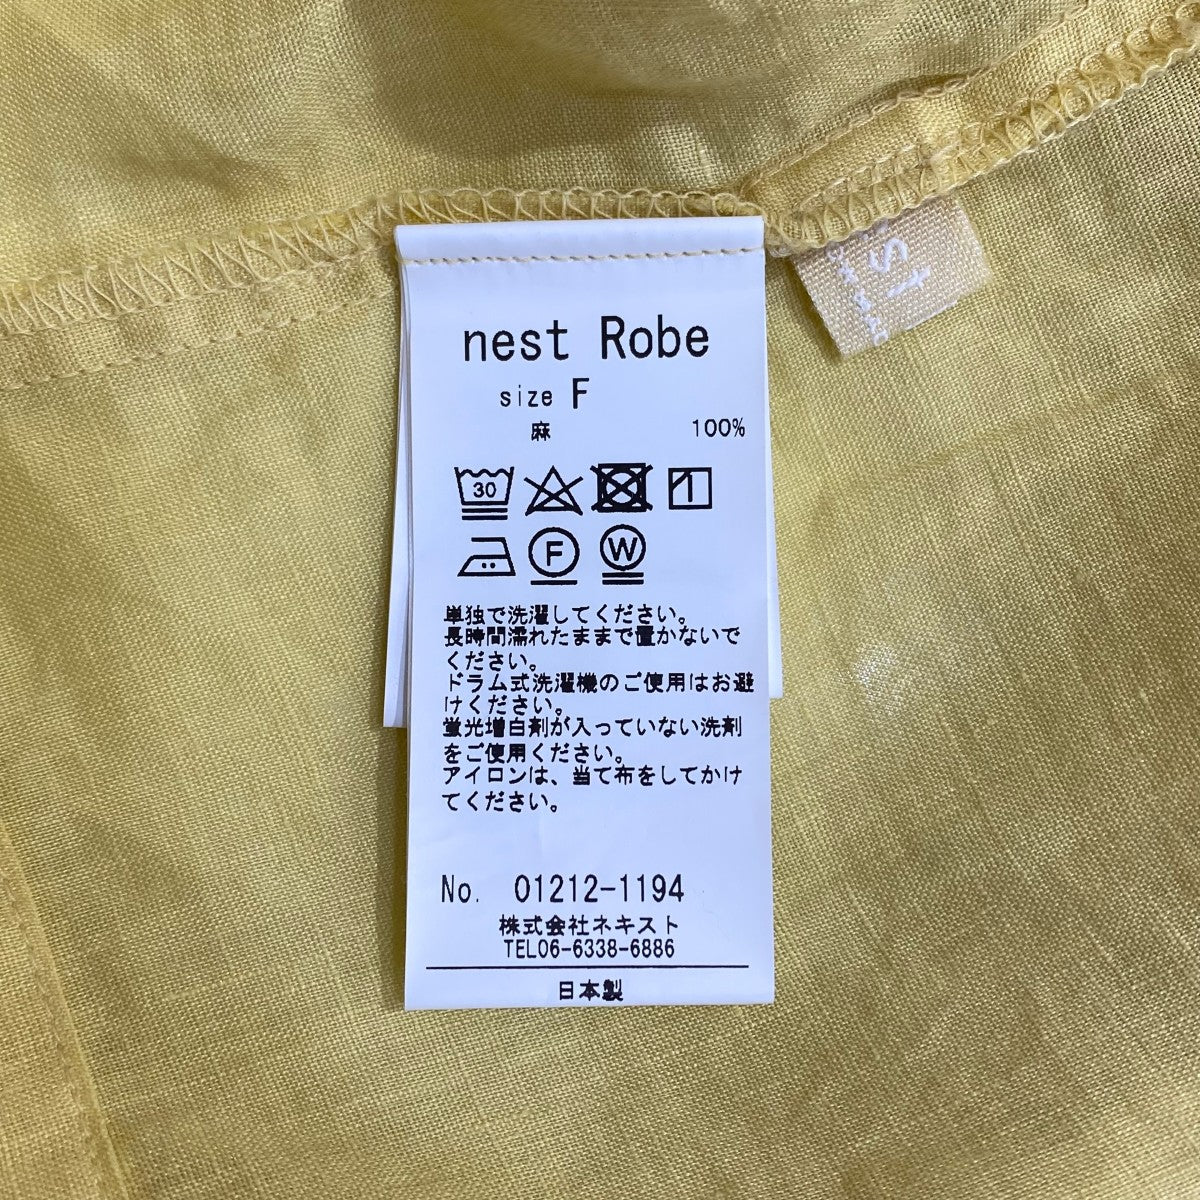 nest Robe
size F
麻 100%
30
F W
単独で洗濯してください。
長時間濡れたままで置かないで
ください。
ドラム式洗濯機のご使用はお避
けください。
蛍光増白剤が入っていない洗剤
をご使用ください。
アイロンは、当て布をしてかけ
てください。
No. 01212-1194
株式会社ネキスト
TEL06-6338-6886
日本製
st